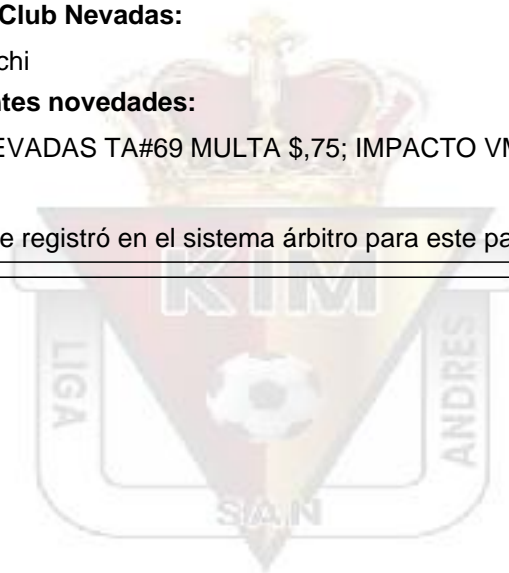 Club Nevadas:
chi
ntes novedades:
EVADAS TA#69 MULTA $,75; IMPACTO VM
e registró en el sistema árbitro para este pa
KIM
LIGA
ANDRES
SAN